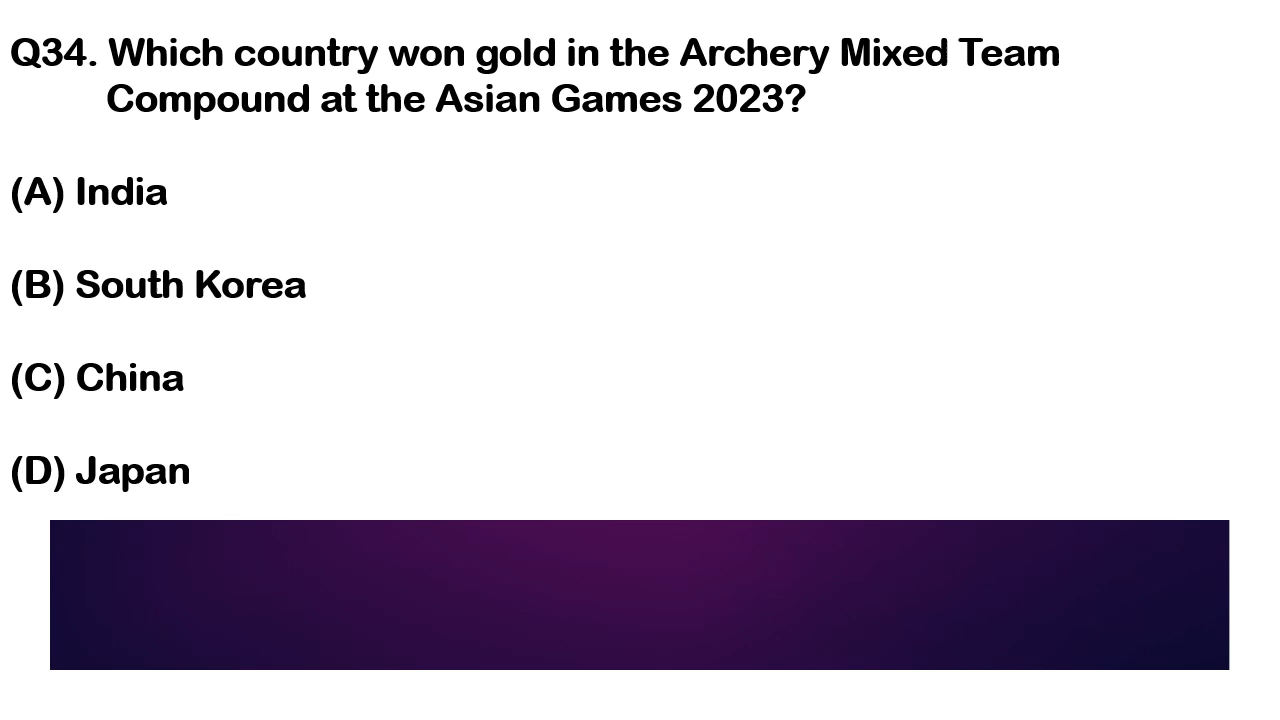 Q34. Which country won gold in the Archery Mixed Team
Compound at the Asian Games 2023?
(A) India
(B) South Korea
(C) China
(D) Japan